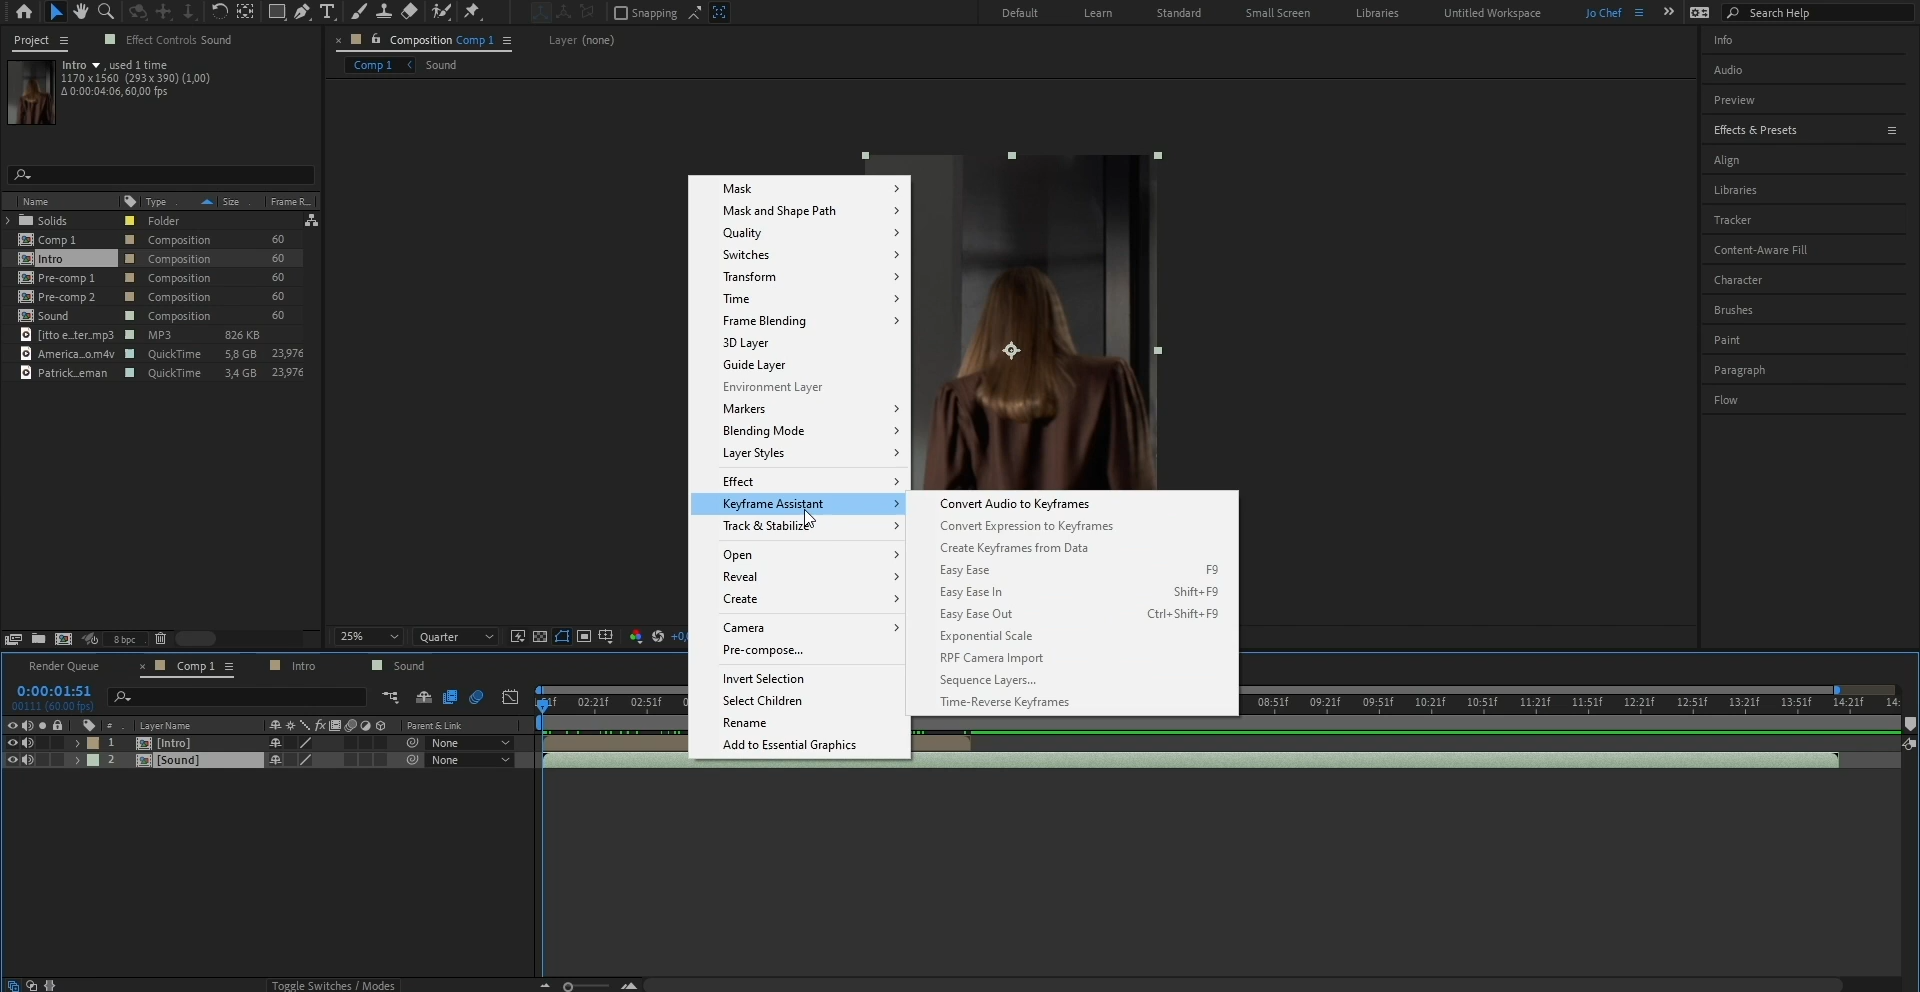 Snapping
Default
Learn
Standard
Small Screen
Libraries
Untitled Workspace
Jo Chef
Search Help
Project
Effect Controls Sound
Intro , used 1 time
1170 x 1560 (293 x 390) (1,00)
Δ 0:00:04:06, 60,00 fps
Composition Comp 1
Layer (none)
Comp 1
Sound
Name
Type
Size
Frame R...
Solids Folder
Comp 1 Composition 60
Intro Composition 60
Pre-comp 1 Composition 60
Pre-comp 2 Composition 60
Sound Composition 60
[itto e...ter..mp3 MP3 826 KB
America...o.m4v QuickTime 5,8 GB 23,976
Patrick...eman QuickTime 3,4 GB 23,976
8 bpc
Mask
Mask and Shape Path
Quality
Switches
Transform
Time
Frame Blending
3D Layer
Guide Layer
Environment Layer
Markers
Blending Mode
Layer Styles
Effect
Keyframe Assistant
Track & Stabilize
Open
Reveal
Create
Camera
Pre-compose...
Invert Selection
Select Children
Rename
Add to Essential Graphics
Convert Audio to Keyframes
Convert Expression to Keyframes
Create Keyframes from Data
Easy Ease F9
Easy Ease In Shift+F9
Easy Ease Out Ctrl+Shift+F9
Exponential Scale
RPF Camera Import
Sequence Layers...
Time-Reverse Keyframes
Info
Audio
Preview
Effects & Presets
Align
Libraries
Tracker
Content-Aware Fill
Character
Brushes
Paint
Paragraph
Flow
25%
Quarter
Render Queue
Comp 1
Intro
Sound
0:00:01:51
00111 (60.00 fps)
02:21f 02:51f 08:51f 09:21f 09:51f 10:21f 10:51f 11:21f 11:51f 12:21f 12:51f 13:21f 13:51f 14:21f
# Layer Name fx Parent & Link
1 [Intro] None
2 [Sound] None
Toggle Switches / Modes